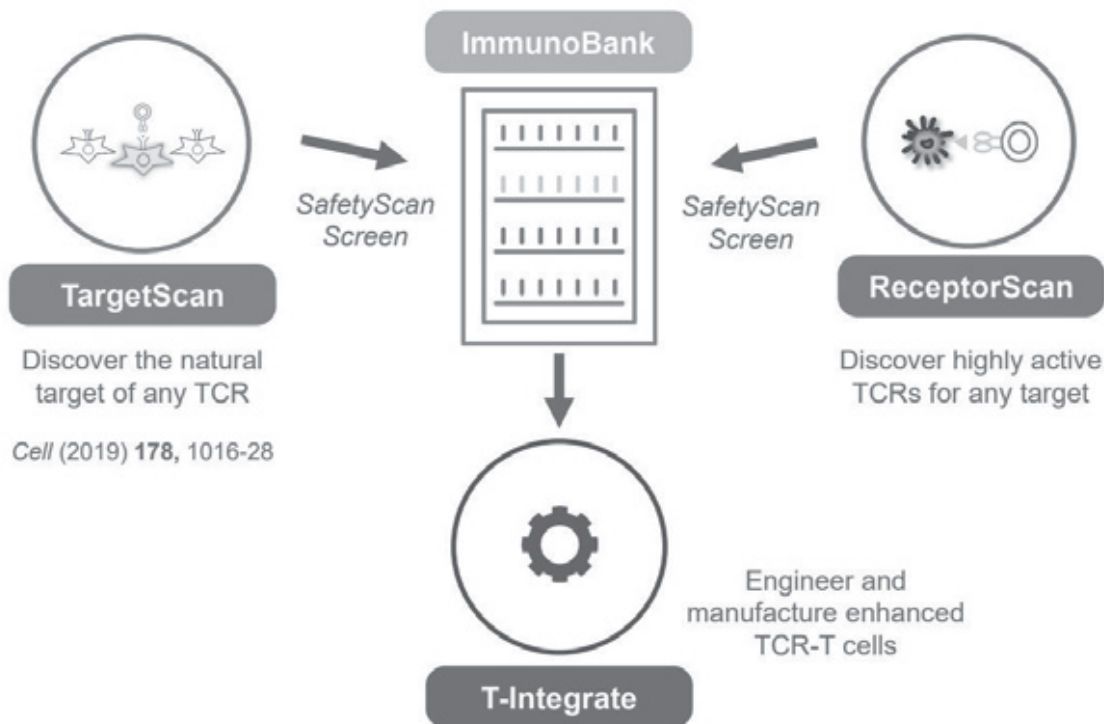 ImmunoBank
SafetyScan
Screen
SafetyScan
Screen
TargetScan
Discover the natural
target of any TCR
Cell (2019) 178, 1016-28
ReceptorScan
Discover highly active
TCRs for any target
Engineer and
manufacture enhanced
TCR-T cells
T-Integrate